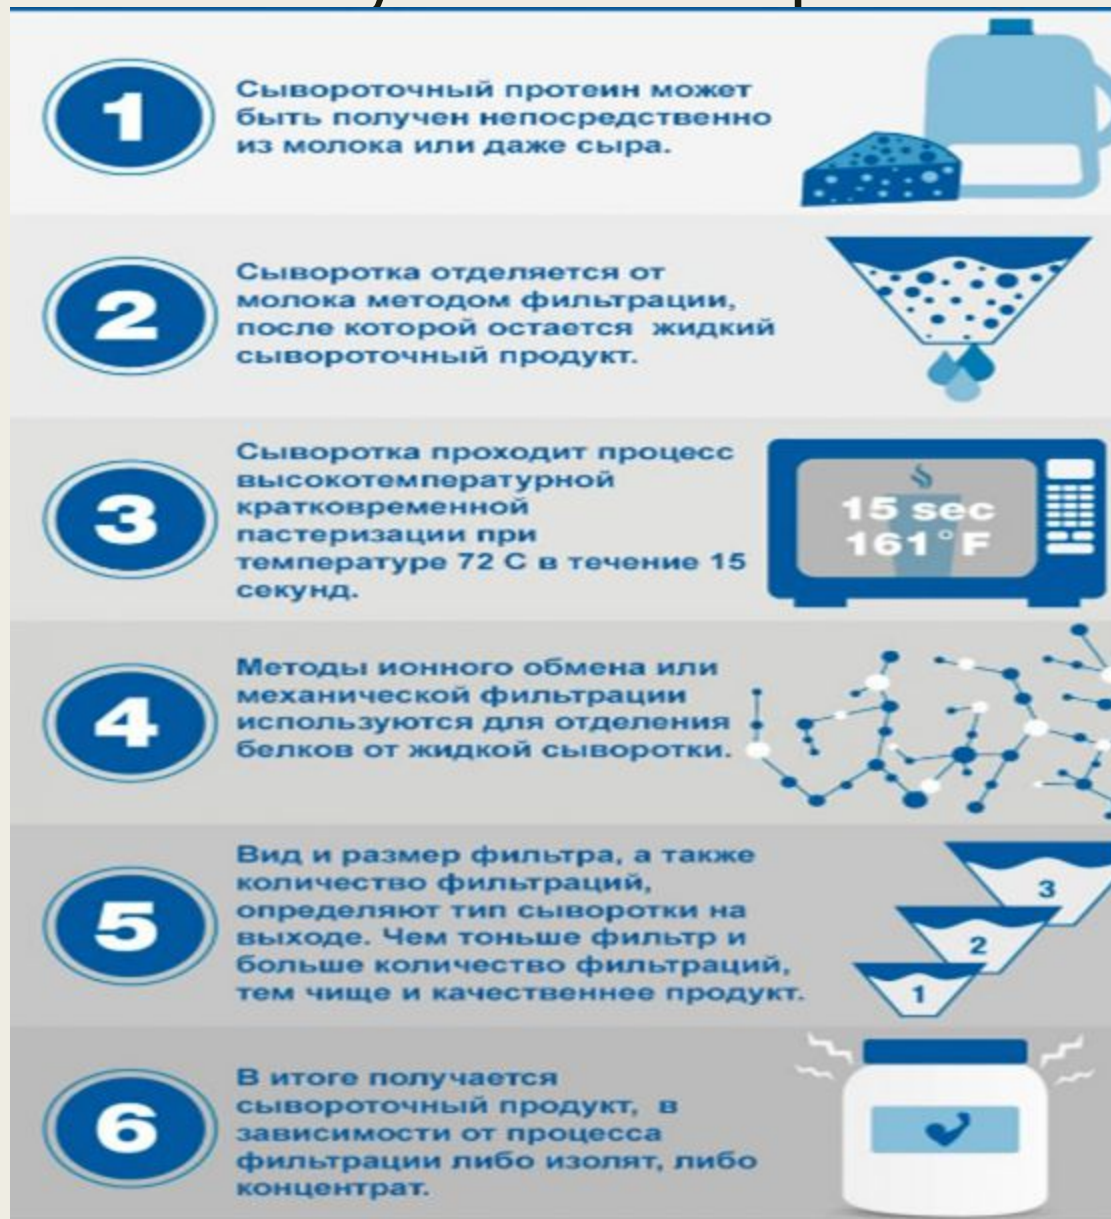 1
Сывороточный протеин может
быть получен непосредственно
из молока или даже сыра.
2
Сыворотка отделяется от
молока методом фильтрации,
после которой остается жидкий
сывороточный продукт.
3
Сыворотка проходит процесс
высокотемпературной
кратковременной
пастеризации при
температуре 72 С в течение 15
секунд.
15 sec
161°F
4
Методы ионного обмена или
механической фильтрации
используются для отделения
белков от жидкой сыворотки.
5
Вид и размер фильтра, а также
количество фильтраций,
определяют тип сыворотки на
выходе. Чем тоньше фильтр и
больше количество фильтраций,
тем чище и качественнее продукт.
3
2
1
6
В итоге получается
сывороточный продукт, в
зависимости от процесса
фильтрации либо изолят, либо
концентрат.